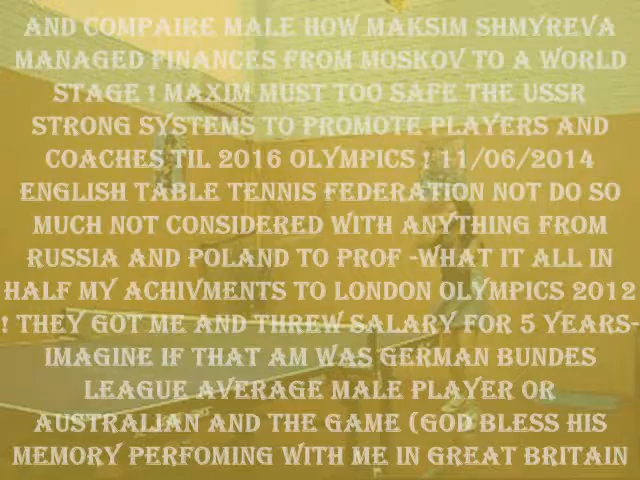 AND COMPAIRE MALE HOW MAKSIM SHMYREVA
MANAGED FINANCES FROM MOSKOV TO A WORLD
STAGE ! MAXIM MUST TOO SAFE THE USSR
STRONG SYSTEMS TO PROMOTE PLAYERS AND
COACHES TIL 2016 OLYMPICS ! 11/06/2014
ENGLISH TABLE TENNIS FEDERATION NOT DO SO
MUCH NOT CONSIDERED WITH ANYTHING FROM
RUSSIA AND POLAND TO PROF -WHAT IT ALL IN
HALF MY ACHIVMENTS TO LONDON OLYMPICS 2012
! THEY GOT ME AND THREW SALARY FOR 5 YEARS-
IMAGINE IF THAT AM WAS GERMAN BUNDES
LEAGUE AVERAGE MALE PLAYER OR
AUSTRALIAN AND THE GAME (GOD BLESS HIS
MEMORY PERFOMING WITH ME IN GREAT BRITAIN